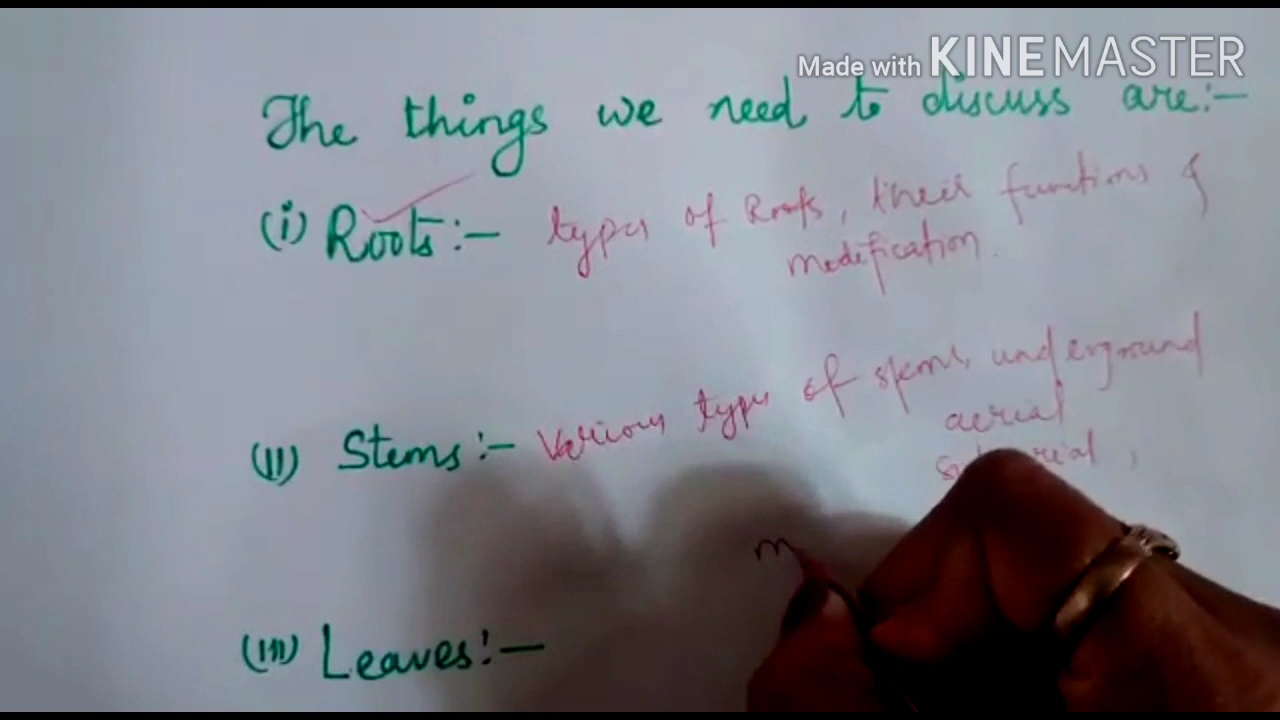 Made with KINEMASTER
The things we need to discuss are:-
(i) Roots:- types of Roots, their functions &
modification.
(II) Stems:- Various types of stems, underground
aerial
(III) Leaves:-
m